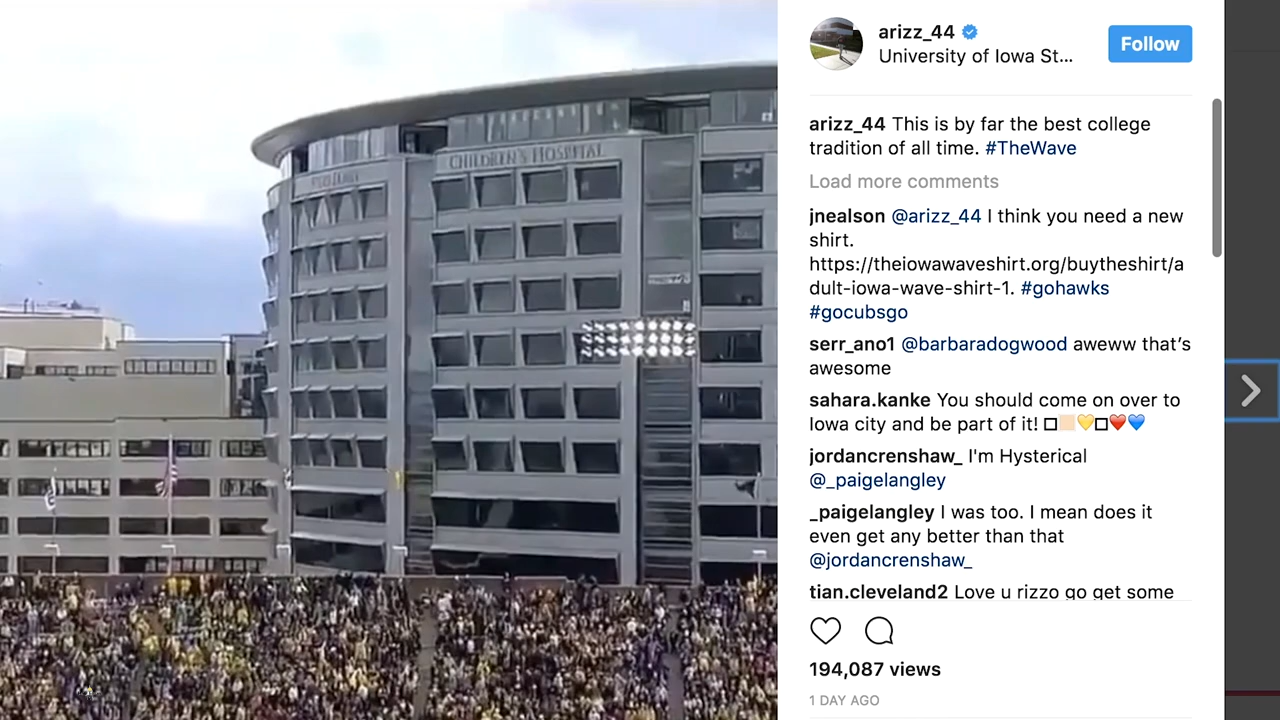 CHILDREN'S HOSPITAL
arizz_44
Follow
University of Iowa St...
arizz_44 This is by far the best college
tradition of all time. #TheWave
Load more comments
jnealson @arizz_44 I think you need a new
shirt.
https://theiowawaveshirt.org/buytheshirt/a
dult-iowa-wave-shirt-1. #gohawks
#gocubsgo
serr_ano1 @barbaradogwood aweww that’s
awesome
sahara.kanke You should come on over to
Iowa city and be part of it!
jordancrenshaw_ I'm Hysterical
@_paigelangley
_paigelangley I was too. I mean does it
even get any better than that
@jordancrenshaw_
tian.cleveland2 Love u rizzo go get some
194,087 views
1 DAY AGO